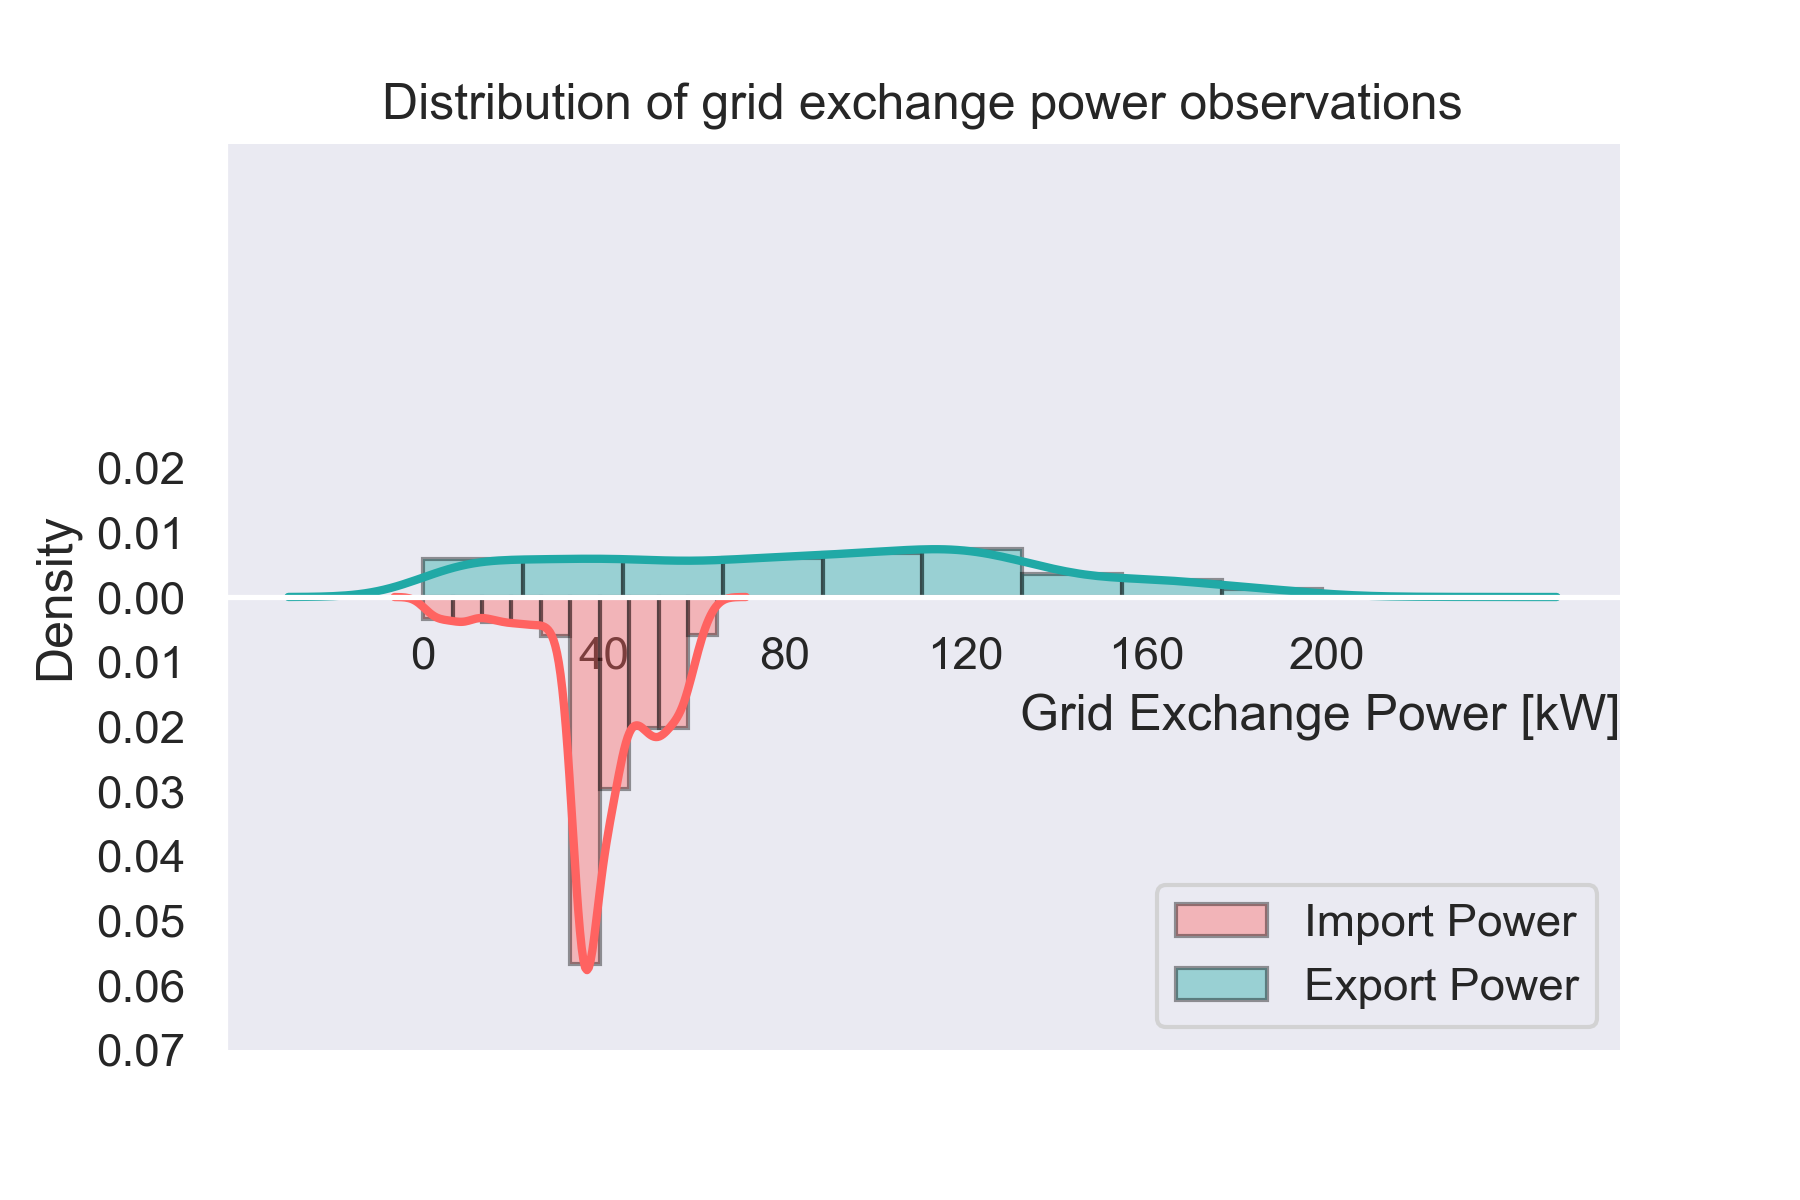 Distribution of grid exchange power observations
Density
0.02
0.01
0.00
0.01
0.02
0.03
0.04
0.05
0.06
0.07
0 40 80 120 160 200
Grid Exchange Power [kW]
Import Power
Export Power